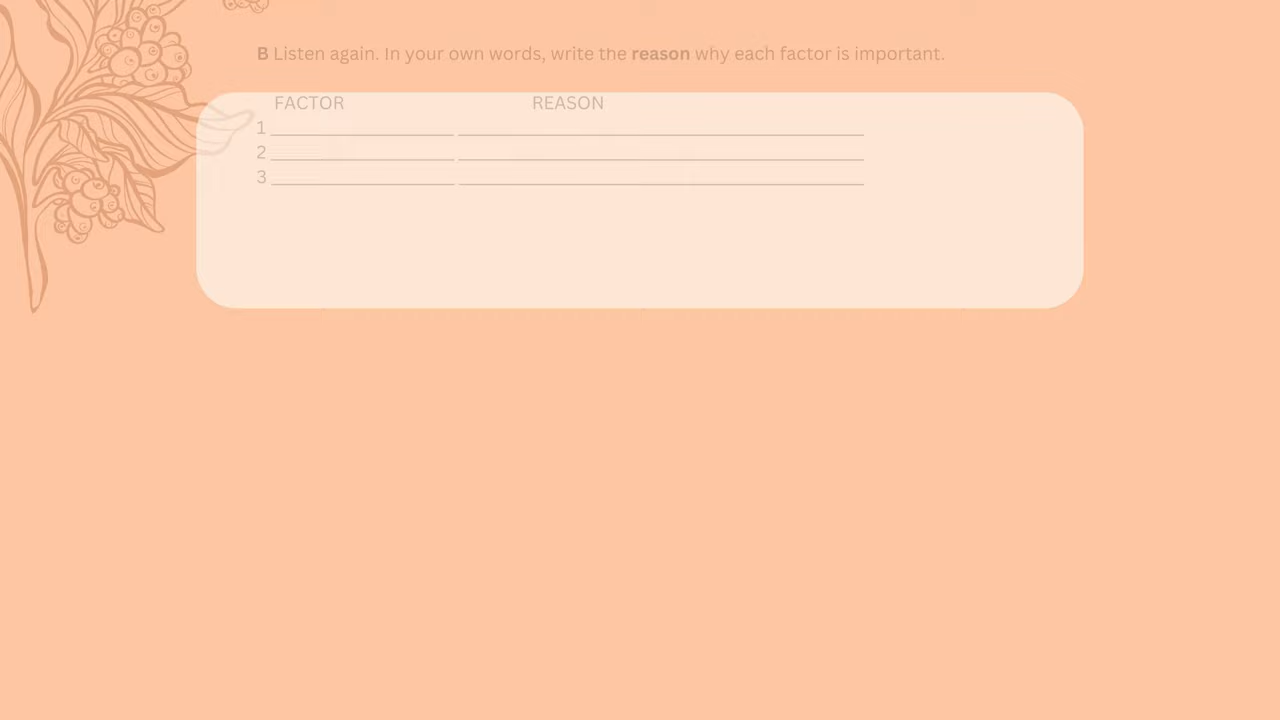 B Listen again. In your own words, write the reason why each factor is important.
FACTOR REASON
1
2
3